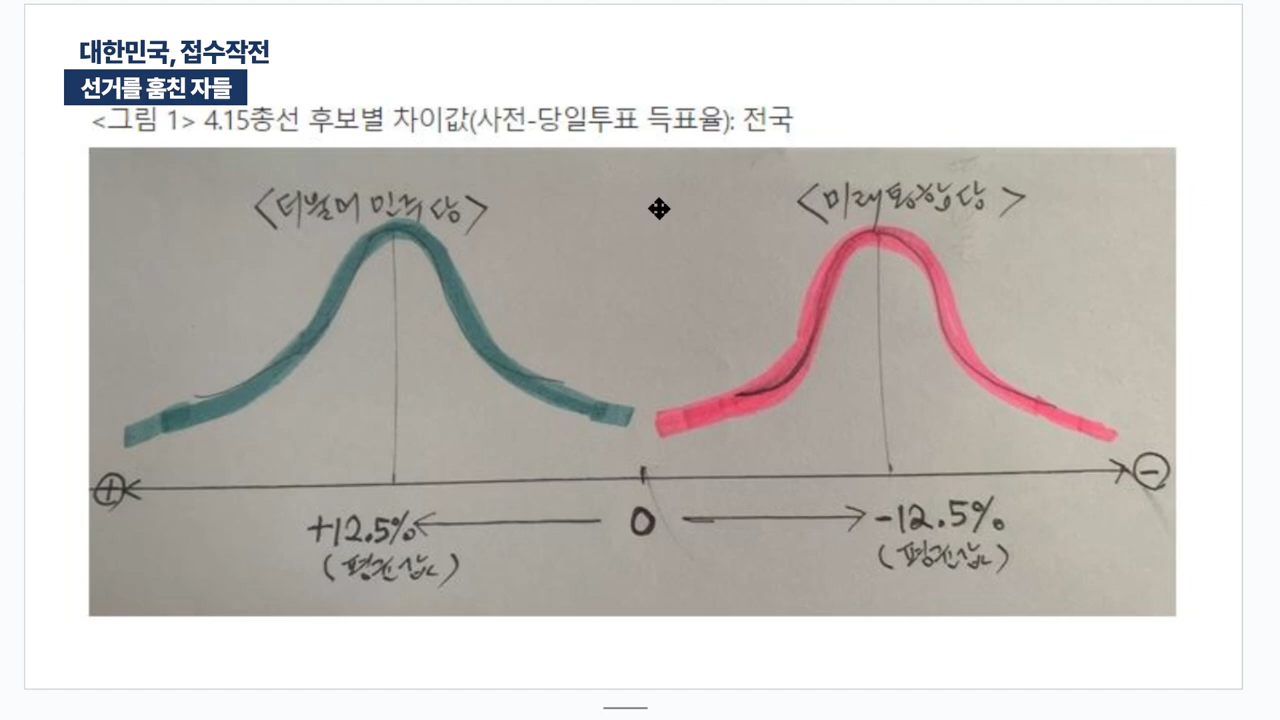 대한민국, 접수작전
선거를 훔친 자들
<그림 1> 4.15총선 후보별 차이값(사전-당일투표 득표율): 전국
<더불어 민주당>
<미래통합당>
+
-
+12.5%
0
-12.5%
(평균값)
(평균값)